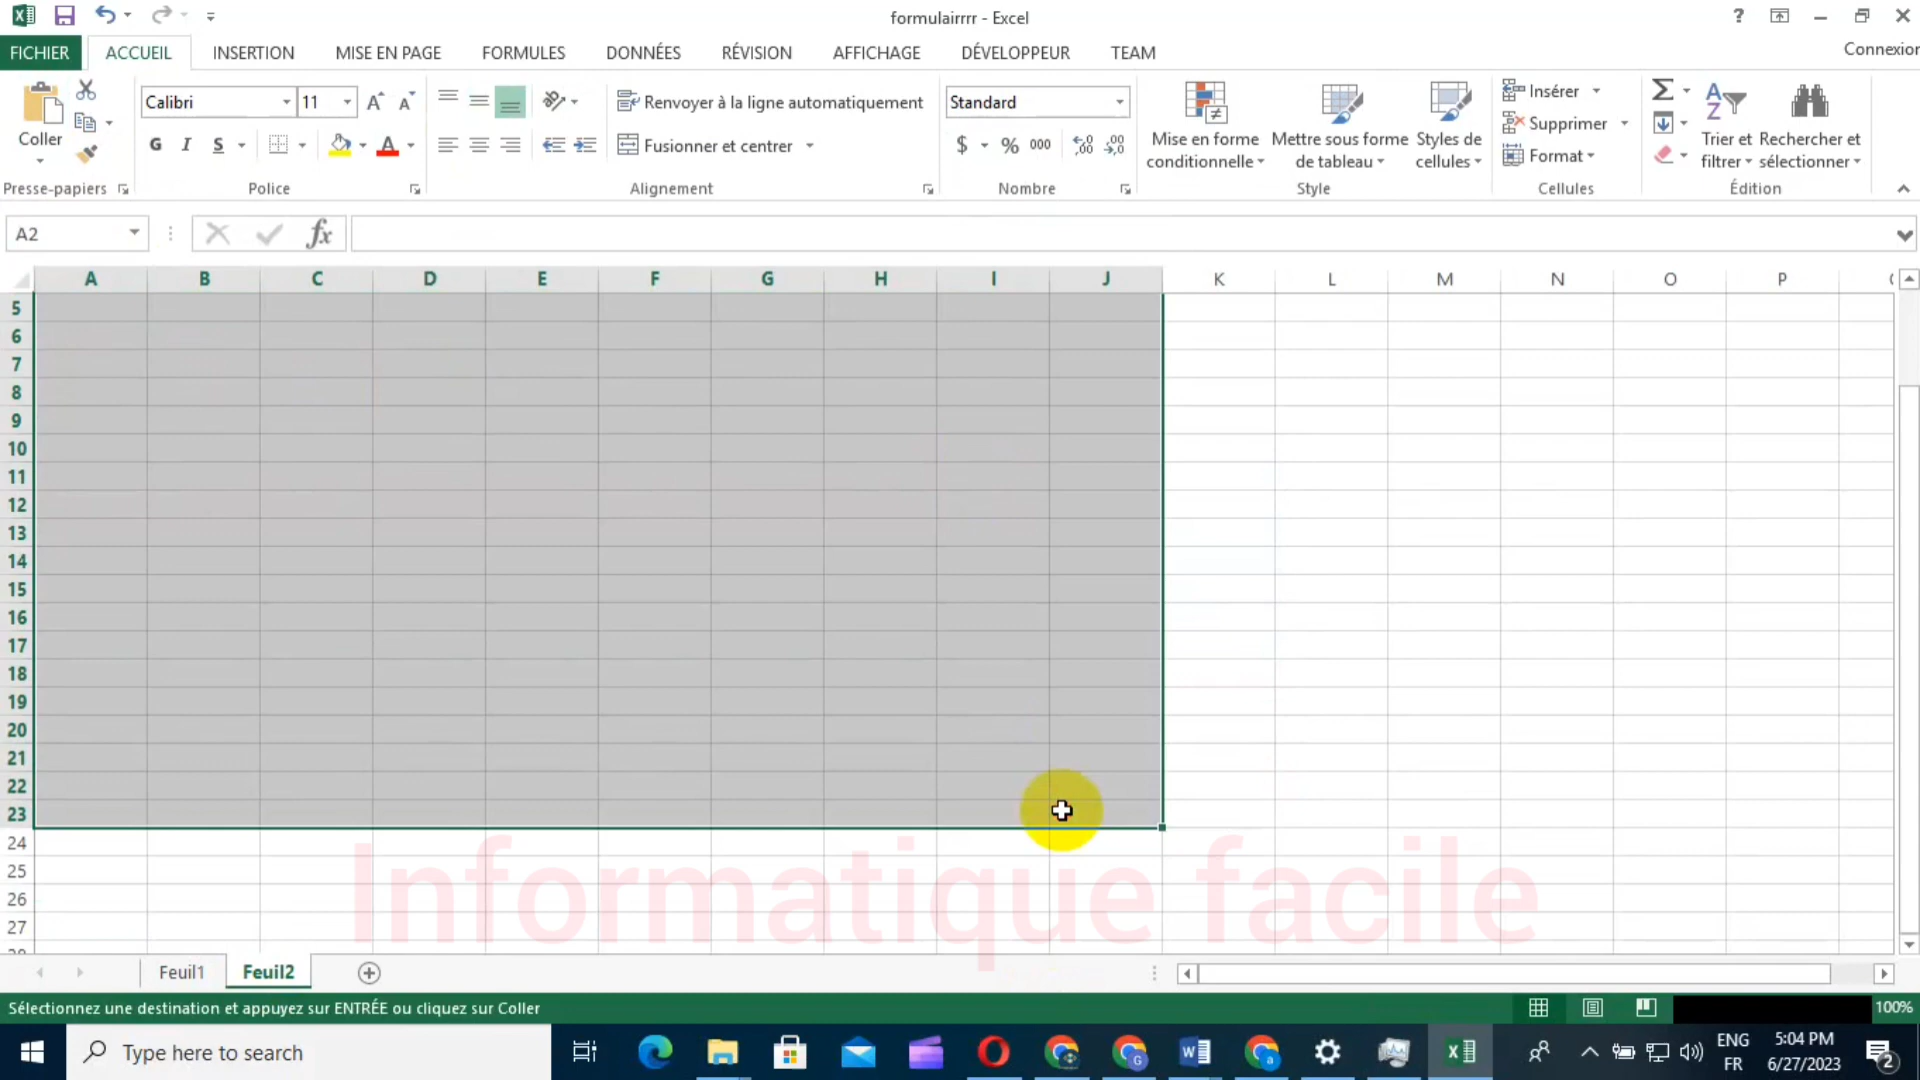 formulairrrr - Excel
FICHIER ACCUEIL INSERTION MISE EN PAGE FORMULES DONNÉES RÉVISION AFFICHAGE DÉVELOPPEUR TEAM Connexion
Coller
Presse-papiers
Calibri 11
G I S
Police
Renvoyer à la ligne automatiquement
Fusionner et centrer
Alignement
Standard
$ % 000
Nombre
Mise en forme conditionnelle
Mettre sous forme de tableau
Styles de cellules
Style
Insérer
Supprimer
Format
Cellules
Trier et filtrer
Rechercher et sélectionner
Édition
A2 fx
A B C D E F G H I J K L M N O P
5
6
7
8
9
10
11
12
13
14
15
16
17
18
19
20
21
22
23
24
25
26
27
Informatique facile
Feuil1 Feuil2
Sélectionnez une destination et appuyez sur ENTRÉE ou cliquez sur Coller 100%
Type here to search
ENG
FR
5:04 PM
6/27/2023
2